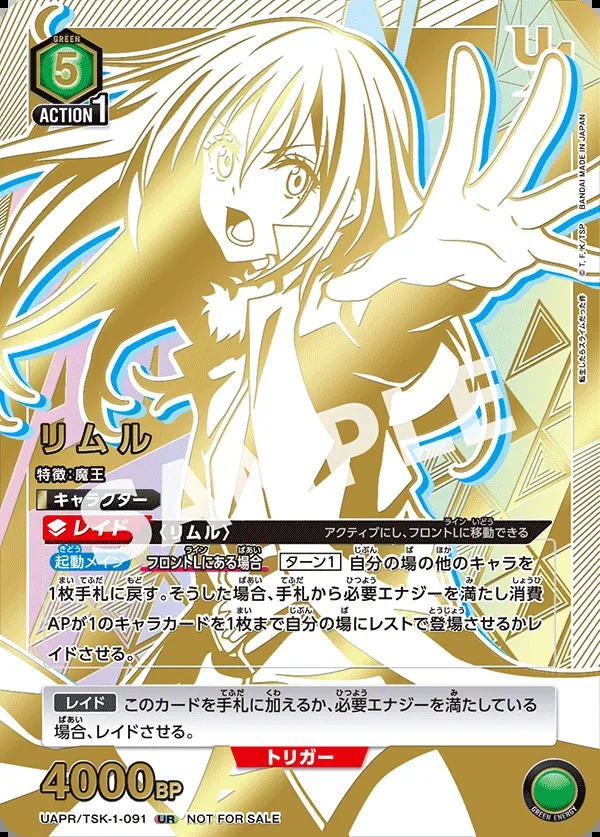 GREEN
5
ACTION 1
U
© T, F, K/TSP BANDAI MADE IN JAPAN
転生したらスライムだった件
SAMPLE
リムル
特徴:魔王
キャラクター
レイド 〈リムル〉 アクティブにし、フロントLに移動できる
起動メイン フロントLにある場合 ターン1 自分の場の他のキャラを
1枚手札に戻す。そうした場合、手札から必要エナジーを満たし消費
APが1のキャラカードを1枚まで自分の場にレストで登場させるかレ
イドさせる。
レイド このカードを手札に加えるか、必要エナジーを満たしている
場合、レイドさせる。
トリガー
4000BP
GREEN ENERGY
UAPR/TSK-1-091 UR NOT FOR SALE